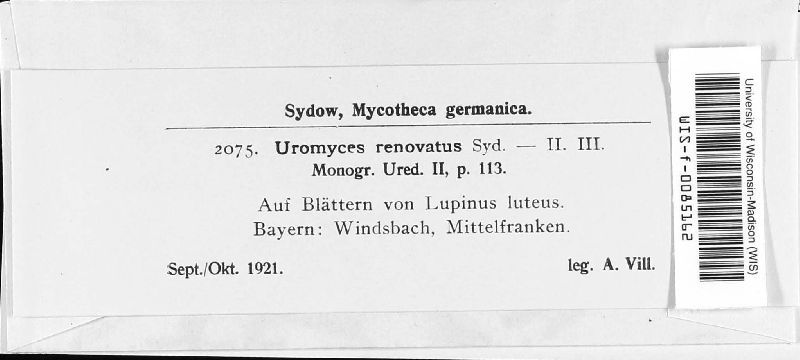 Sydow, Mycotheca germanica.
2075. Uromyces renovatus Syd. — II. III.
Monogr. Ured. II, p. 113.
Auf Blättern von Lupinus luteus.
Bayern: Windsbach, Mittelfranken.
Sept./Okt. 1921. leg. A. Vill.
University of Wisconsin-Madison (WIS)
WIS-f-0085162